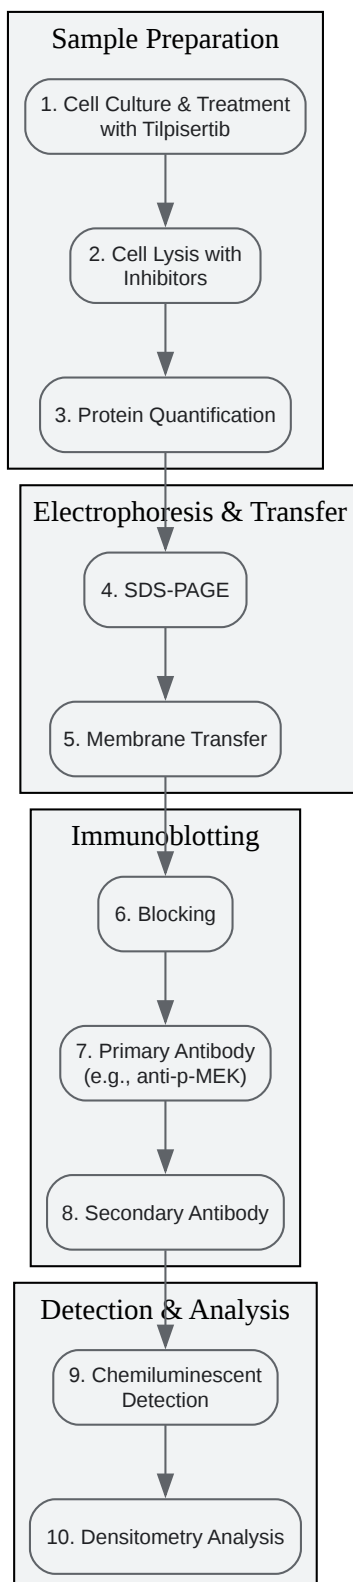 Sample Preparation
1. Cell Culture & Treatment
with Tilpisertib
2. Cell Lysis with
Inhibitors
3. Protein Quantification
Electrophoresis & Transfer
4. SDS-PAGE
5. Membrane Transfer
Immunoblotting
6. Blocking
7. Primary Antibody
(e.g., anti-p-MEK)
8. Secondary Antibody
Detection & Analysis
9. Chemiluminescent
Detection
10. Densitometry Analysis